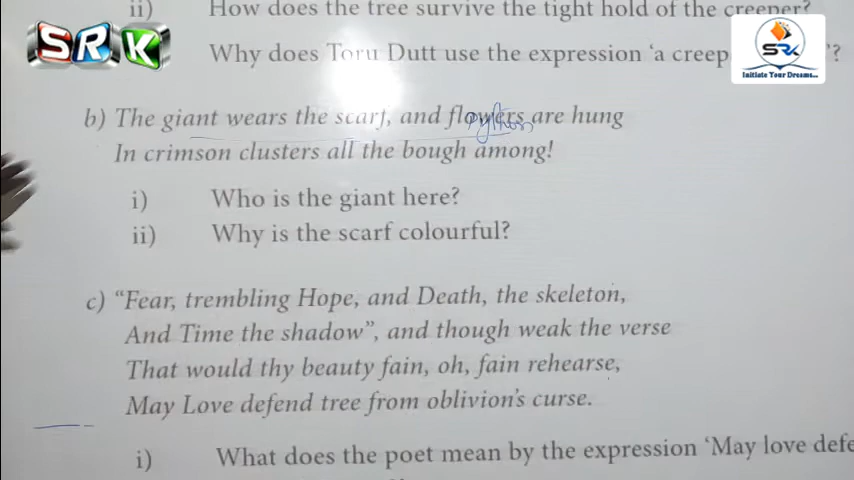 ii) How does the tree survive the tight hold of the creeper?
SRK
Why does Toru Dutt use the expression 'a creep '?
SRK
Initiate Your Dreams...
b) The giant wears the scarf, and flowers are hung
python
In crimson clusters all the bough among!
i) Who is the giant here?
ii) Why is the scarf colourful?
c) "Fear, trembling Hope, and Death, the skeleton,
And Time the shadow", and though weak the verse
That would thy beauty fain, oh, fain rehearse,
May Love defend tree from oblivion's curse.
i) What does the poet mean by the expression 'May love defe